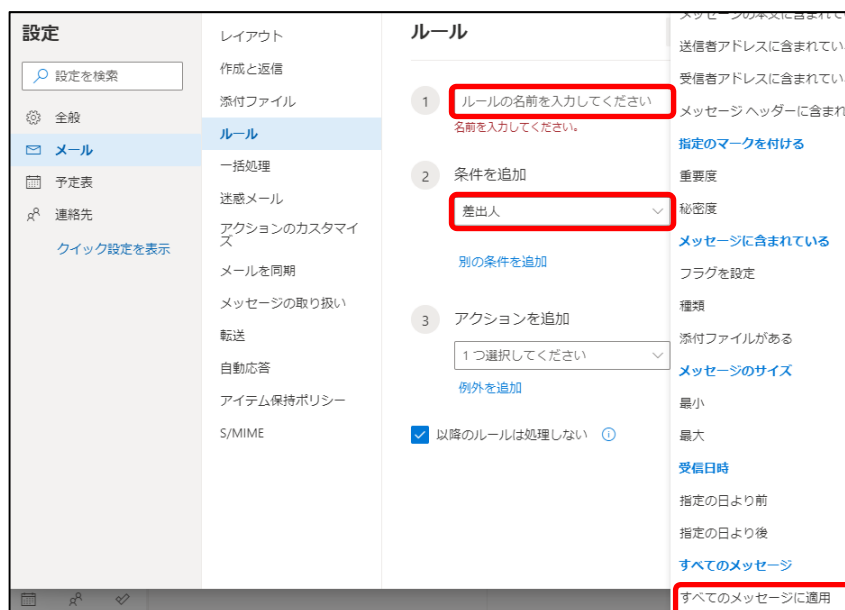 設定
設定を検索
全般
メール
予定表
連絡先
クイック設定を表示
レイアウト
作成と返信
添付ファイル
ルール
一括処理
迷惑メール
アクションのカスタマイ
ズ
メールを同期
メッセージの取り扱い
転送
自動応答
アイテム保持ポリシー
S/MIME
ルール
1
ルールの名前を入力してください
名前を入力してください。
2
条件を追加
差出人
別の条件を追加
3
アクションを追加
1 つ選択してください
例外を追加
以降のルールは処理しない
メッセージの本文に含まれて
送信者アドレスに含まれてい
受信者アドレスに含まれてい
メッセージ ヘッダーに含まれ
指定のマークを付ける
重要度
秘密度
メッセージに含まれている
フラグを設定
種類
添付ファイルがある
メッセージのサイズ
最小
最大
受信日時
指定の日より前
指定の日より後
すべてのメッセージ
すべてのメッセージに適用